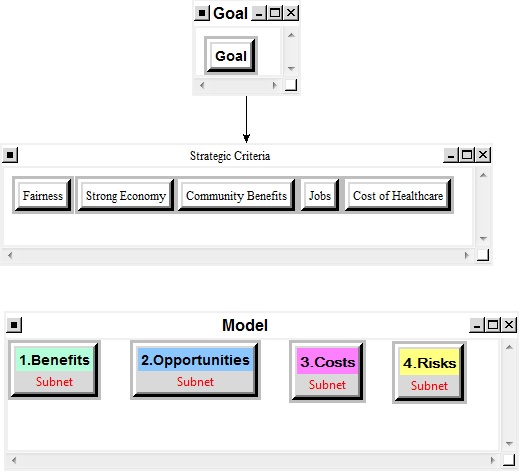 Goal
Goal
Strategic Criteria
Fairness Strong Economy Community Benefits Jobs Cost of Healthcare
Model
1.Benefits 2.Opportunities 3.Costs 4.Risks
Subnet Subnet Subnet Subnet